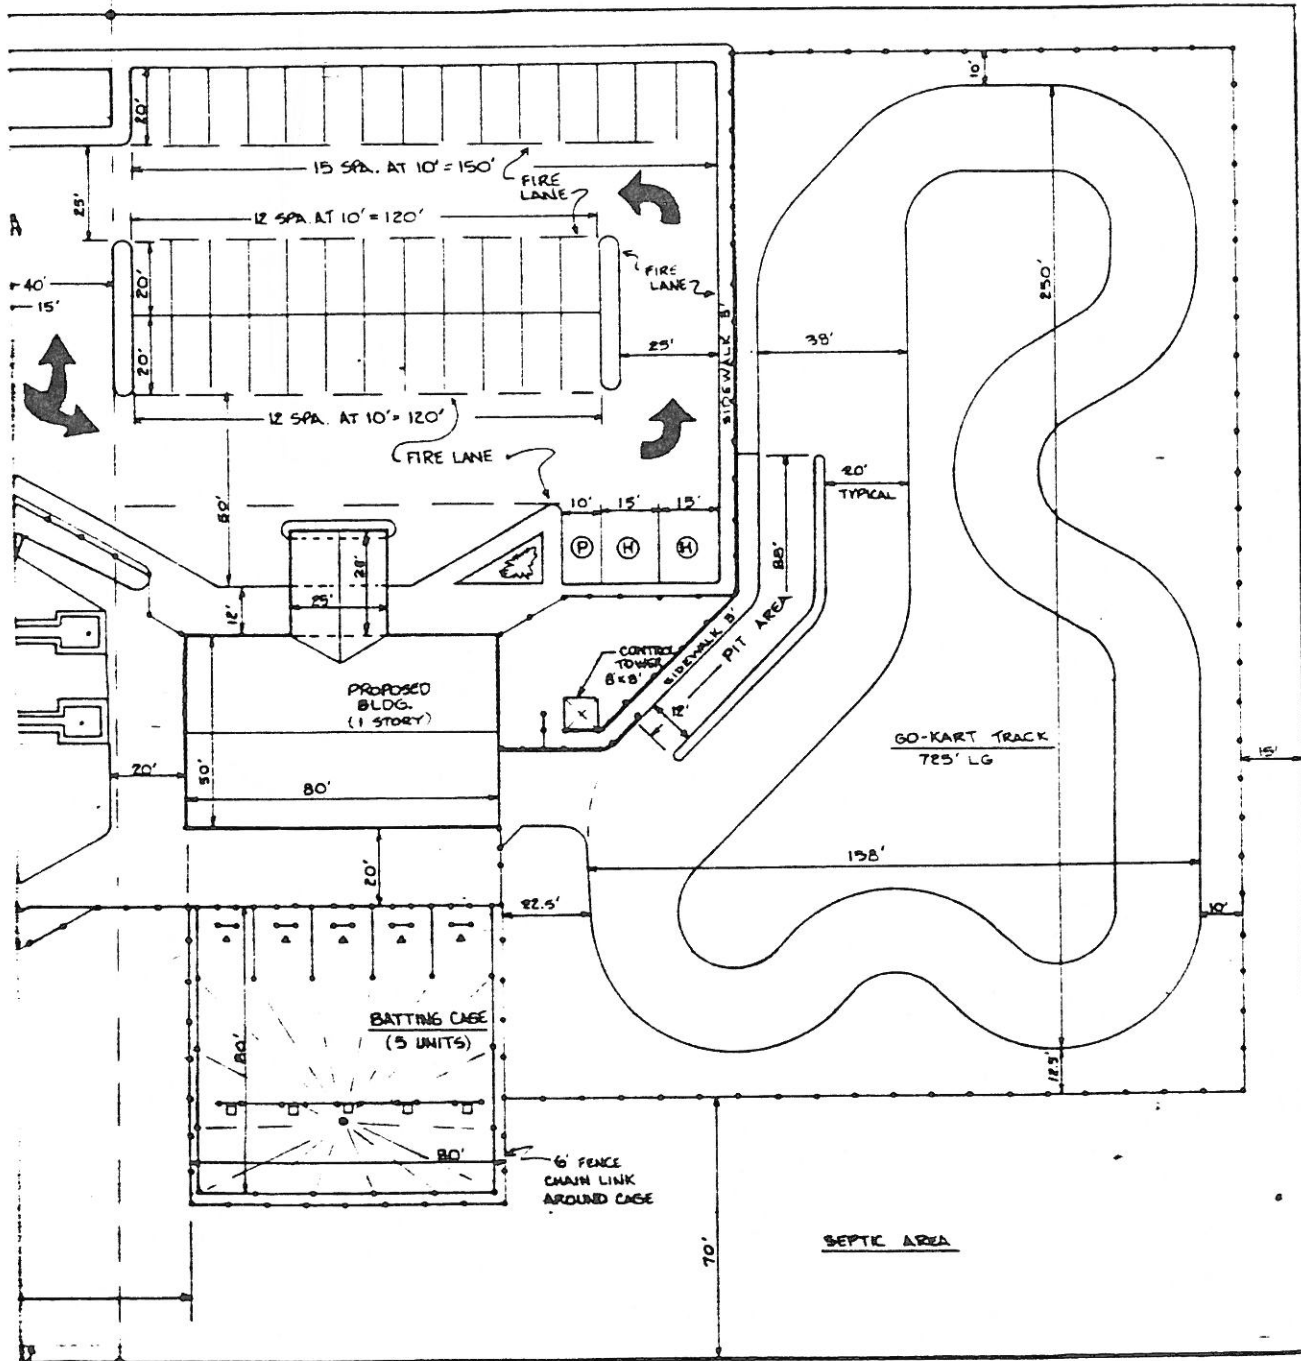 10'
20'
15 SPA. AT 10' = 150'
FIRE
LANE
25'
12 SPA. AT 10' = 120'
FIRE
LANE
40'
15'
20'
250'
25'
SIDEWALK 8'
38'
20'
12 SPA. AT 10' = 120'
FIRE LANE
20'
TYPICAL
60'
10'
15'
15'
88'
P
H
H
25'
12'
PIT AREA
SIDEWALK 8'
CONTROL
TOWER
8'x8'
PROPOSED
BLDG.
(1 STORY)
12'
GO-KART TRACK
725' LG
15'
20'
50'
80'
158'
20'
22.5'
10'
BATTING CAGE
(5 UNITS)
80'
12.5'
80'
6' FENCE
CHAIN LINK
AROUND CAGE
70'
SEPTIC AREA